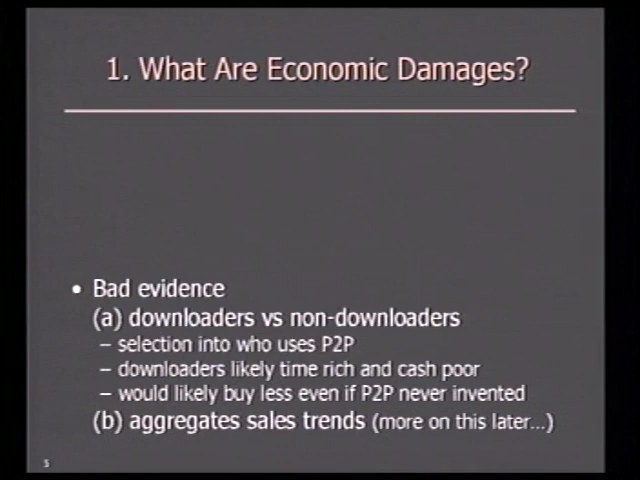 1. What Are Economic Damages?
• Bad evidence
(a) downloaders vs non-downloaders
– selection into who uses P2P
– downloaders likely time rich and cash poor
– would likely buy less even if P2P never invented
(b) aggregates sales trends (more on this later...)
5